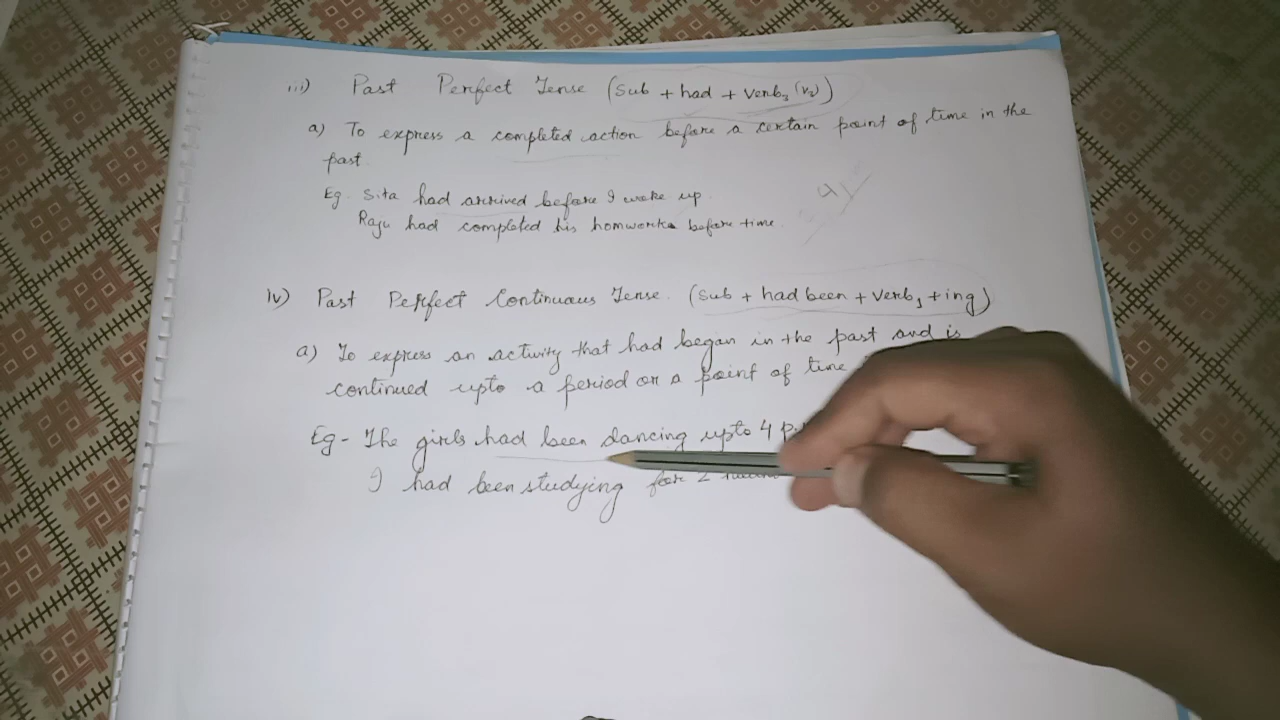 iii) Past Perfect Tense (Sub + had + verb₃ (v₃))
a) To express a completed action before a certain point of time in the
past.
Eg. Sita had arrived before I woke up.
Raju had completed his homwork before time.
iv) Past Perfect Continuous Tense. (Sub + had been + verb₁ + ing)
a) To express an activity that had began in the past and is
continued upto a period or a point of time
Eg - The girls had been dancing upto 4 p
I had been studying for 2